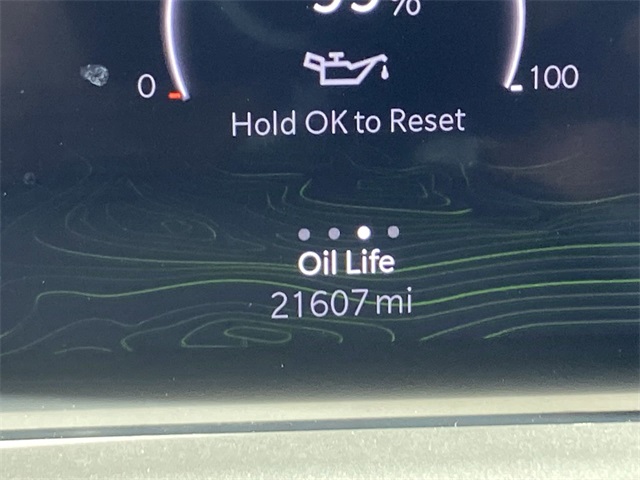 %
0
100
Hold OK to Reset
Oil Life
21607 mi